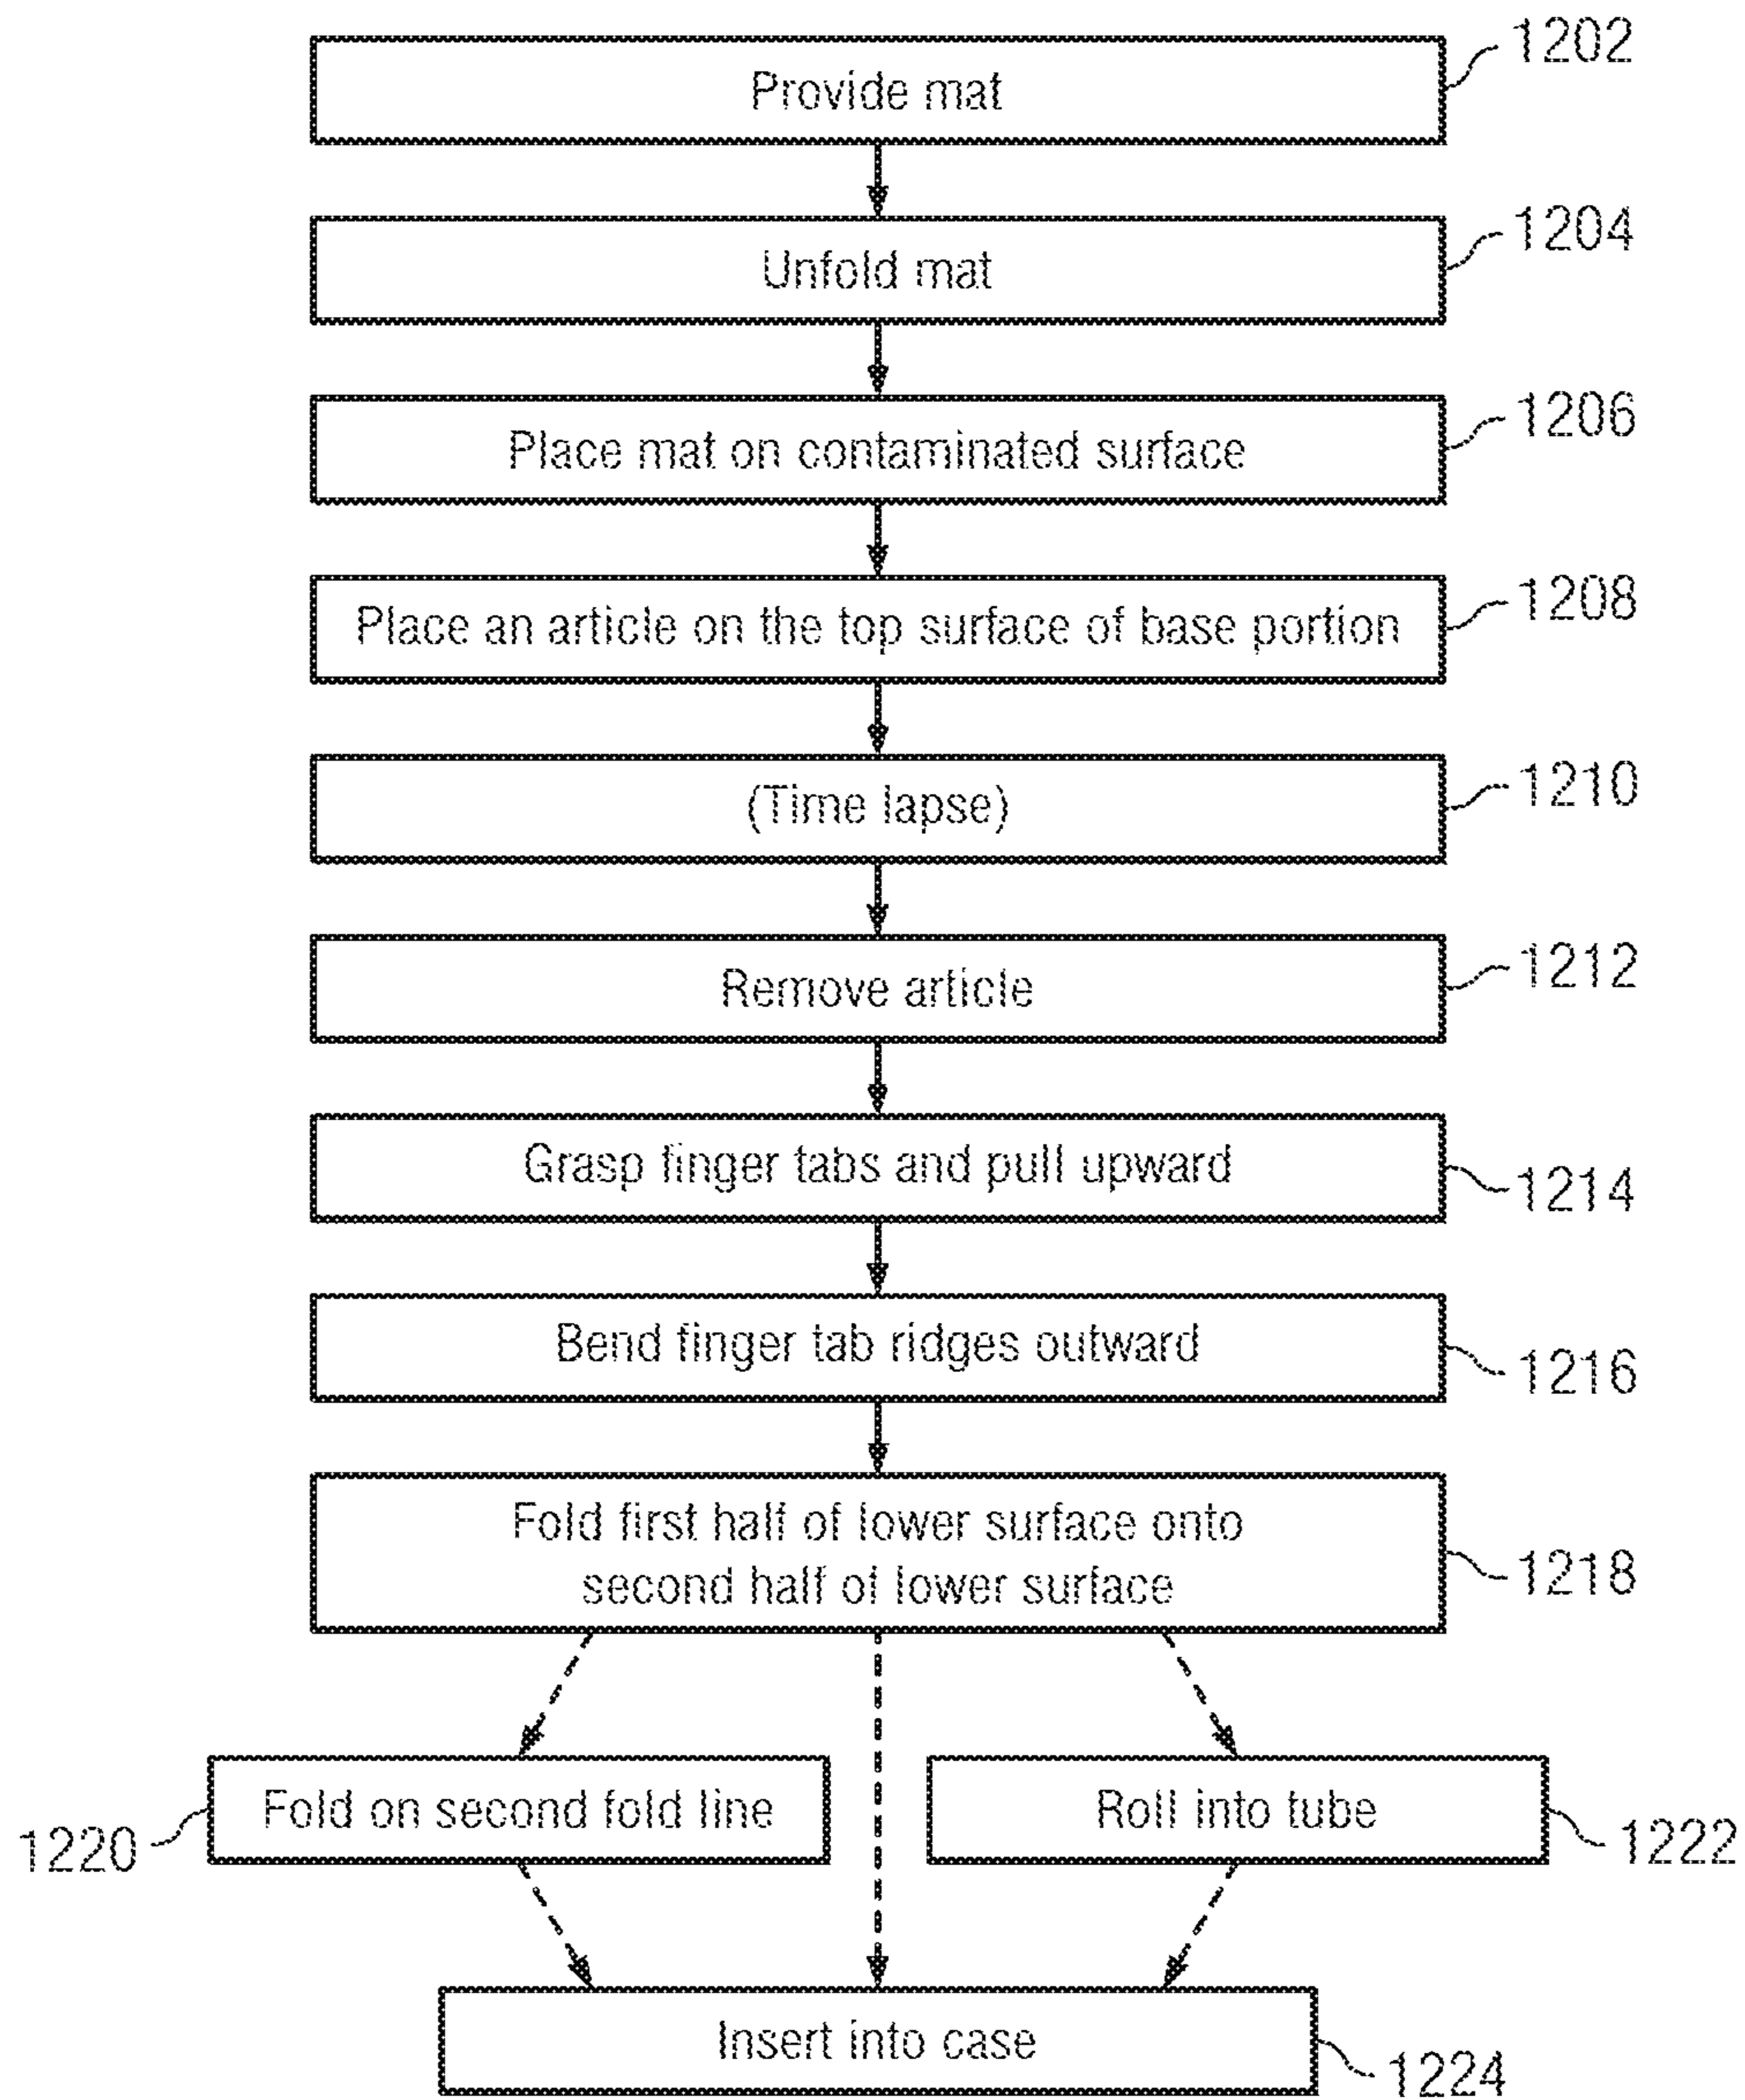 Provide mat
1202
Unfold mat
1204
Place mat on contaminated surface
1206
Place an article on the top surface of base portion
1208
(Time lapse)
1210
Remove article
1212
Grasp finger tabs and pull upward
1214
Bend finger tab ridges outward
1216
Fold first half of lower surface onto
second half of lower surface
1218
Fold on second fold line
1220
Roll into tube
1222
Insert into case
1224